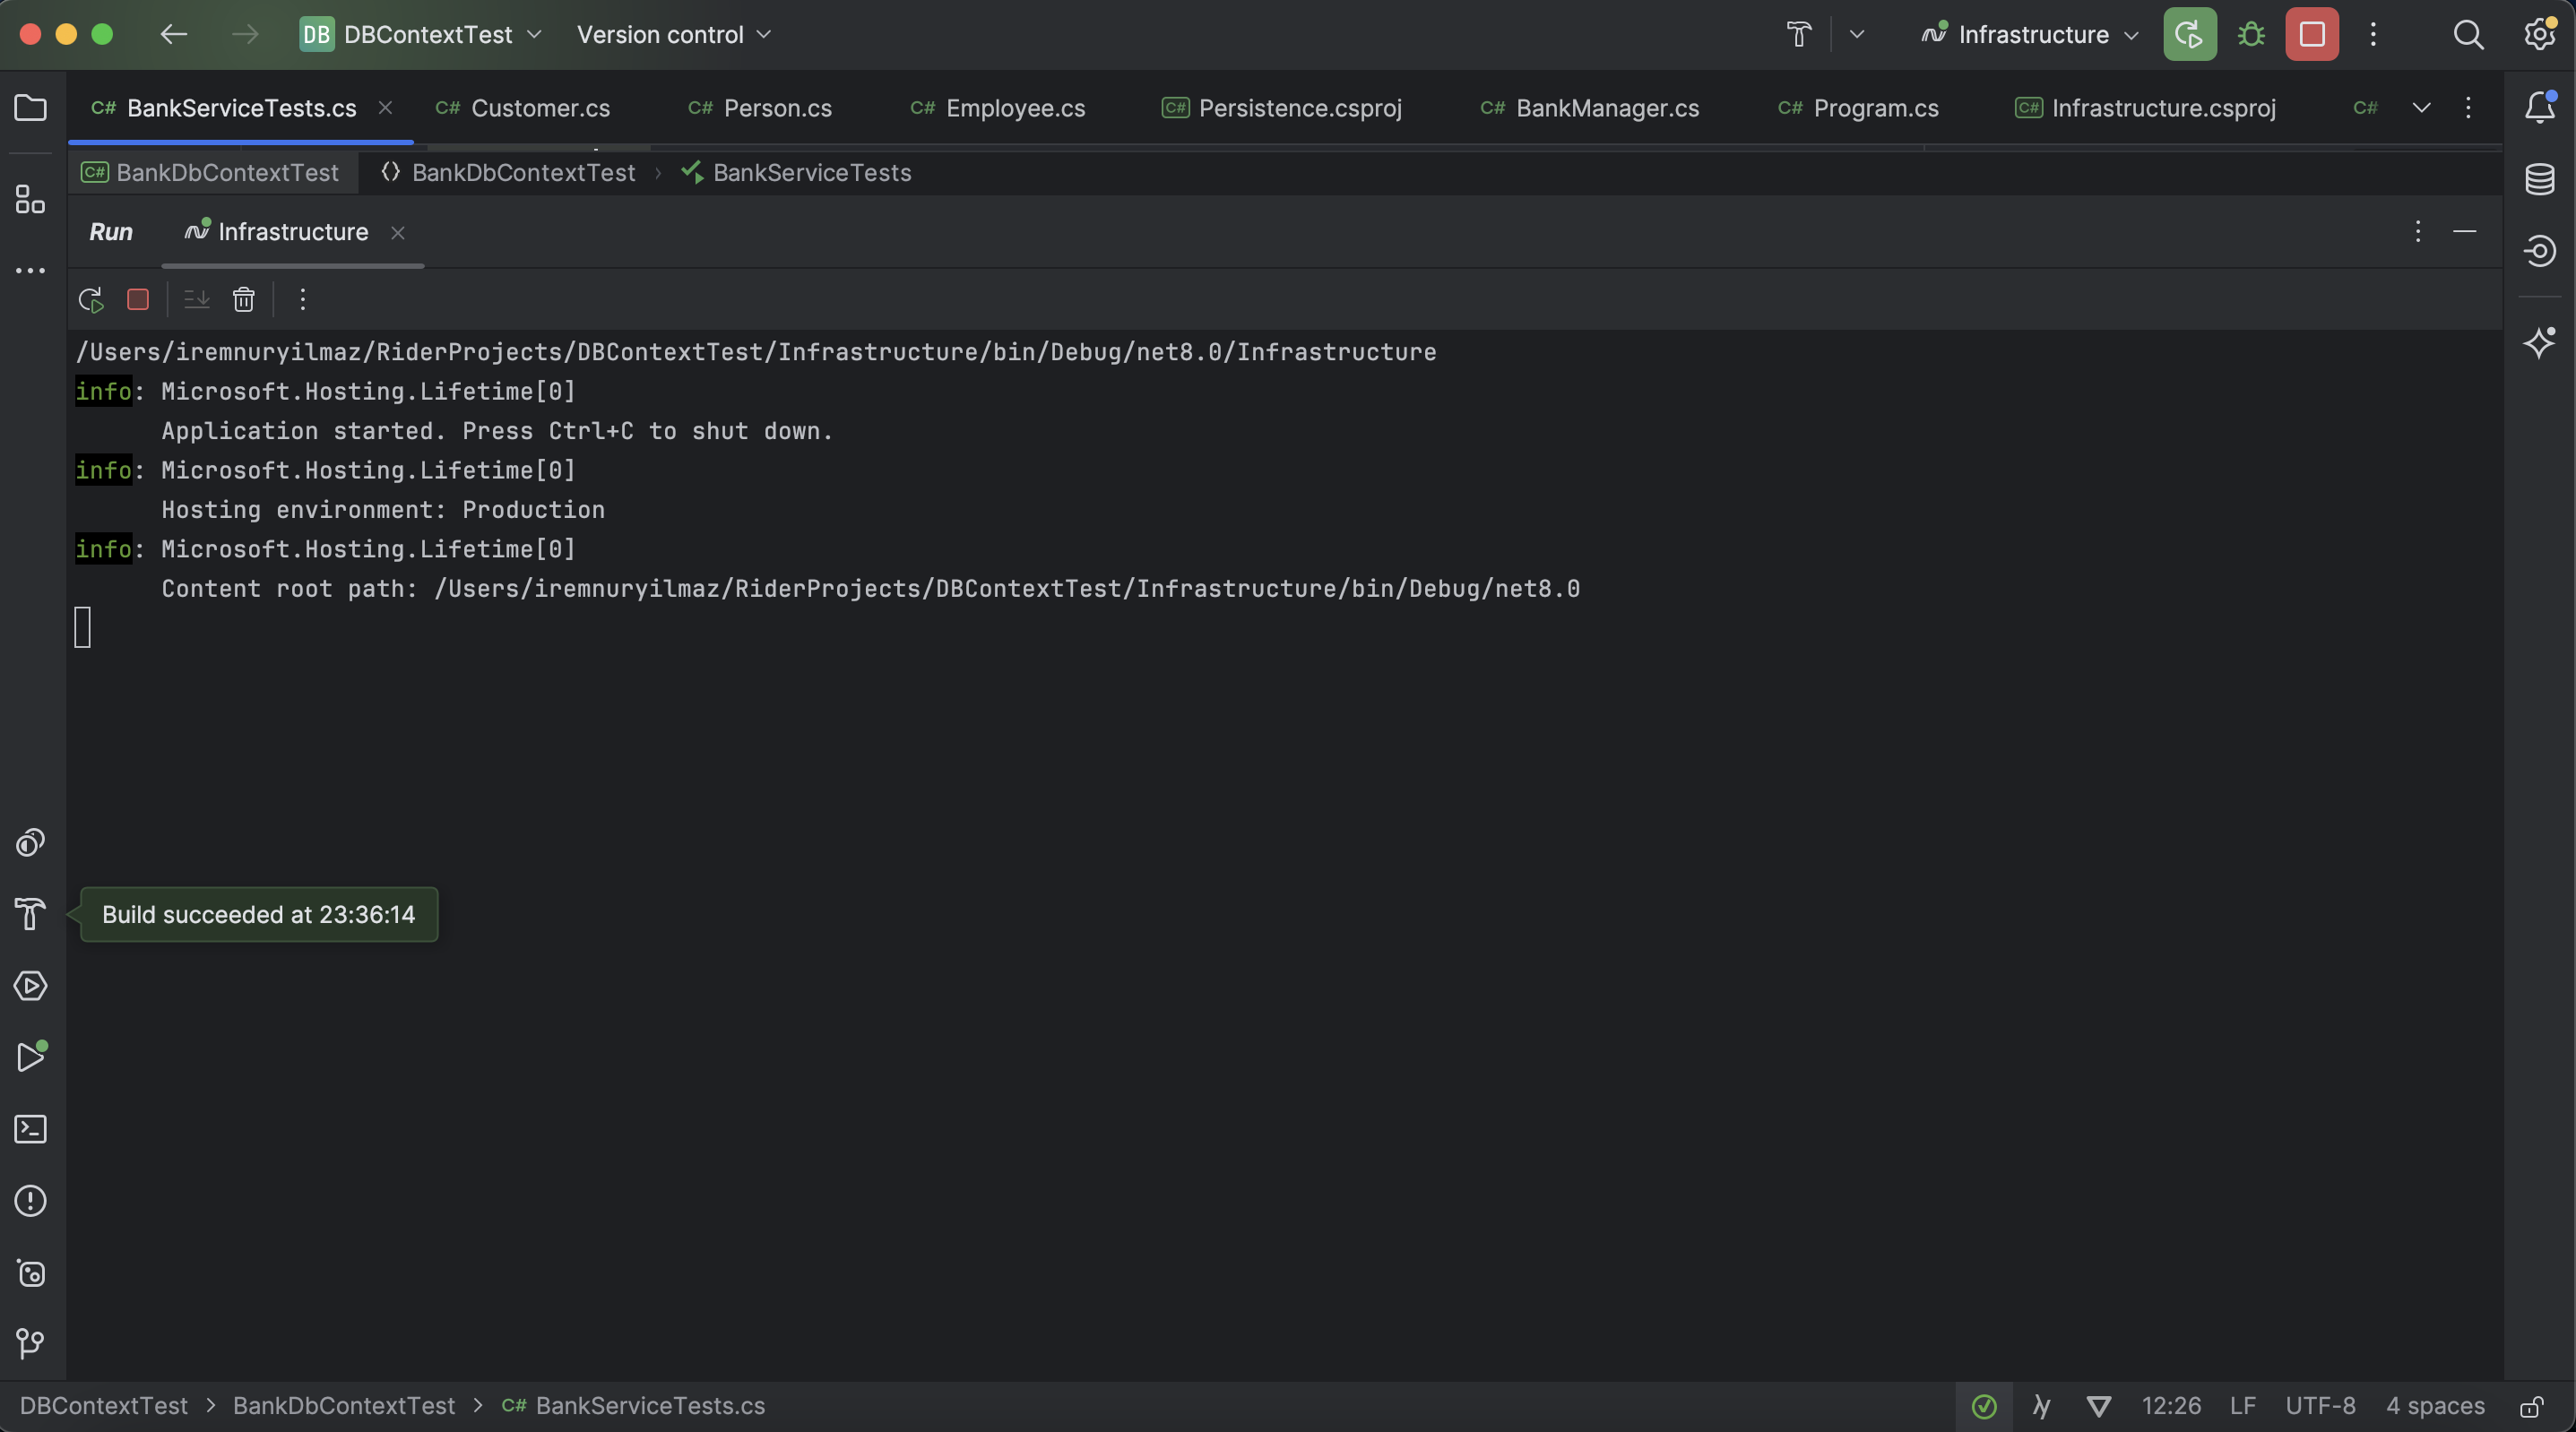 DB DBContextTest Version control Infrastructure
C# BankServiceTests.cs C# Customer.cs C# Person.cs C# Employee.cs C# Persistence.csproj C# BankManager.cs C# Program.cs C# Infrastructure.csproj C#
C# BankDbContextTest {} BankDbContextTest › BankServiceTests
Run Infrastructure
/Users/iremnuryilmaz/RiderProjects/DBContextTest/Infrastructure/bin/Debug/net8.0/Infrastructure
info: Microsoft.Hosting.Lifetime[0]
Application started. Press Ctrl+C to shut down.
info: Microsoft.Hosting.Lifetime[0]
Hosting environment: Production
info: Microsoft.Hosting.Lifetime[0]
Content root path: /Users/iremnuryilmaz/RiderProjects/DBContextTest/Infrastructure/bin/Debug/net8.0
Build succeeded at 23:36:14
DBContextTest > BankDbContextTest > C# BankServiceTests.cs 12:26 LF UTF-8 4 spaces